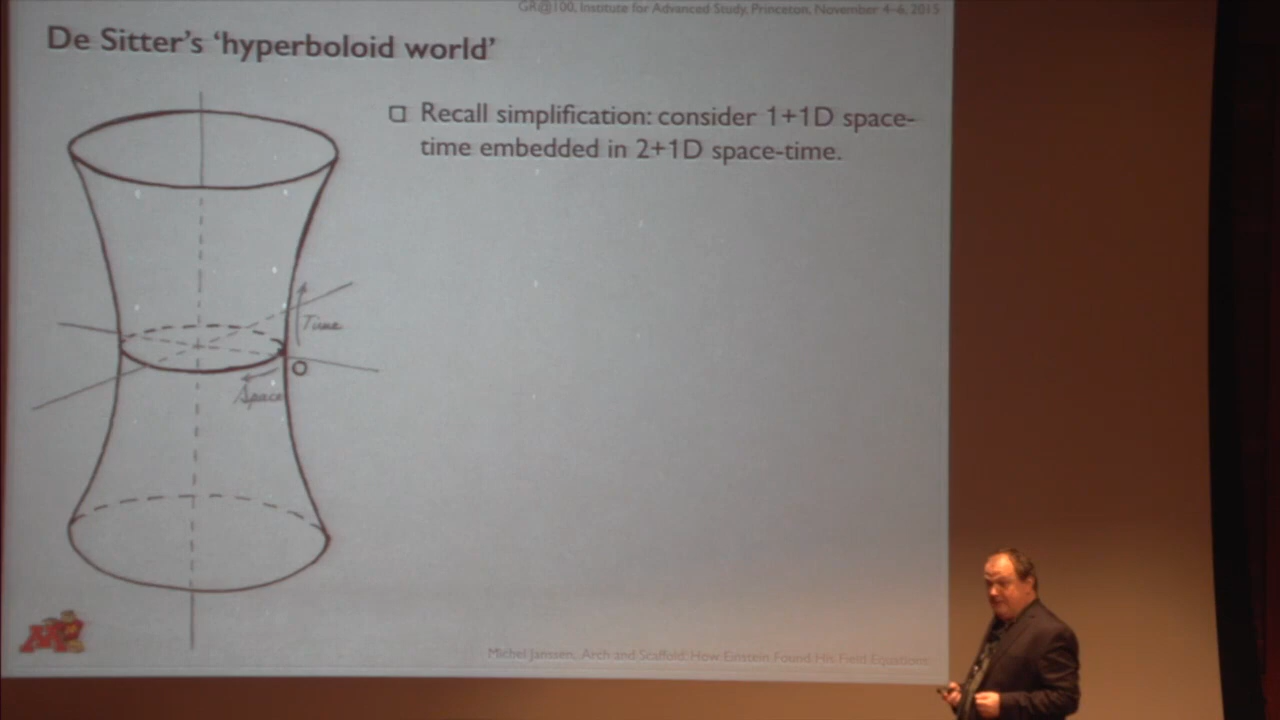 GR@100, Institute for Advanced Study, Princeton, November 4-6, 2015
De Sitter's 'hyperboloid world'
Recall simplification: consider 1+1D space-
time embedded in 2+1D space-time.
Time
O
Space
M
Michel Janssen, Arch and Scaffold: How Einstein Found His Field Equations